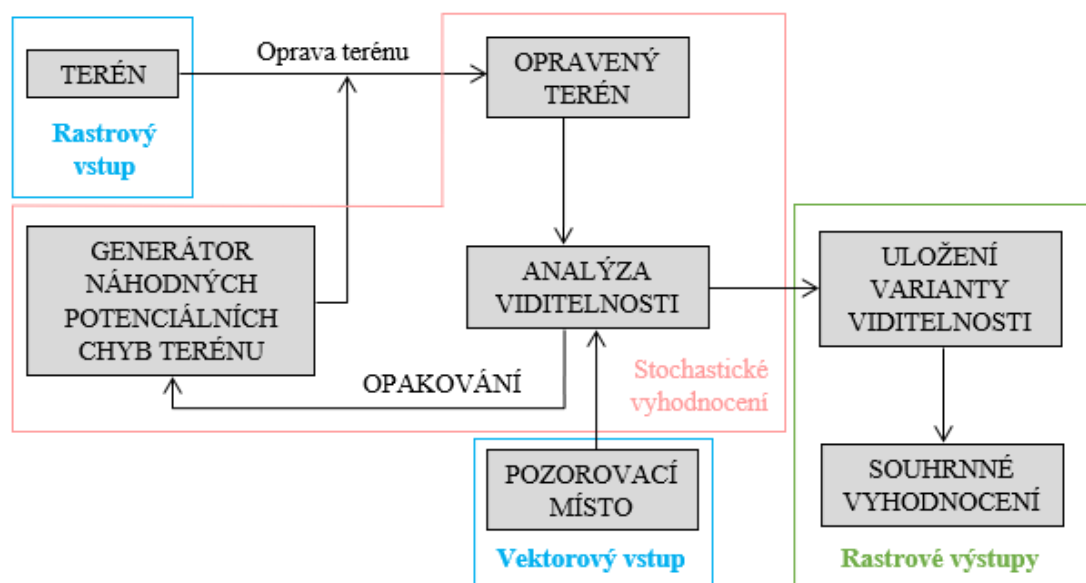 TERÉN
Rastrový
vstup
Oprava terénu
OPRAVENÝ
TERÉN
GENERÁTOR
NÁHODNÝCH
POTENCIÁLNÍCH
CHYB TERÉNU
ANALÝZA
VIDITELNOSTI
ULOŽENÍ
VARIANTY
VIDITELNOSTI
OPAKOVÁNÍ
Stochastické
vyhodnocení
POZOROVACÍ
MÍSTO
Vektorový vstup
SOUHRNNÉ
VYHODNOCENÍ
Rastrové výstupy